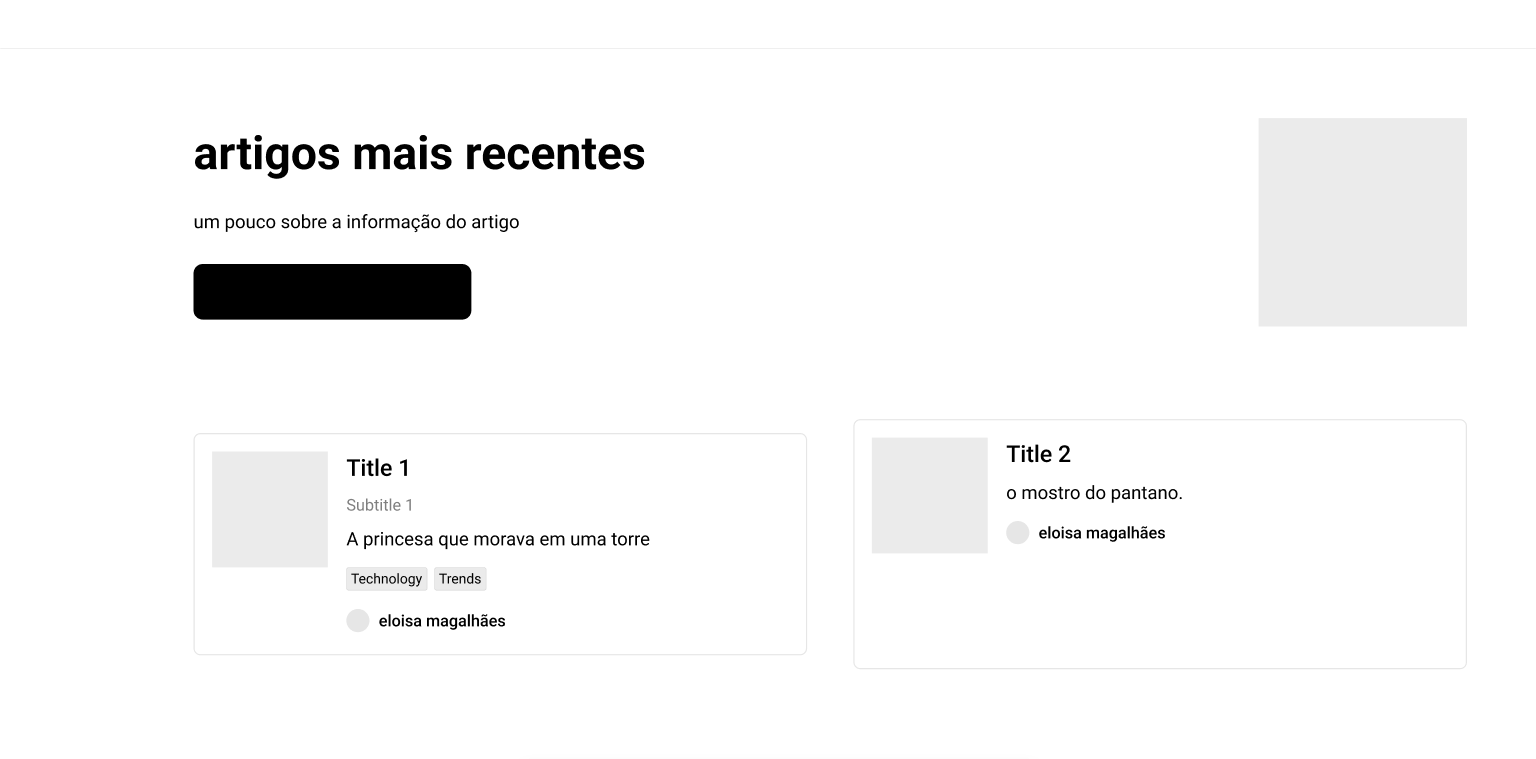 artigos mais recentes
um pouco sobre a informação do artigo
Title 1
Subtitle 1
A princesa que morava em uma torre
Technology Trends
eloisa magalhães
Title 2
o mostro do pantano.
eloisa magalhães